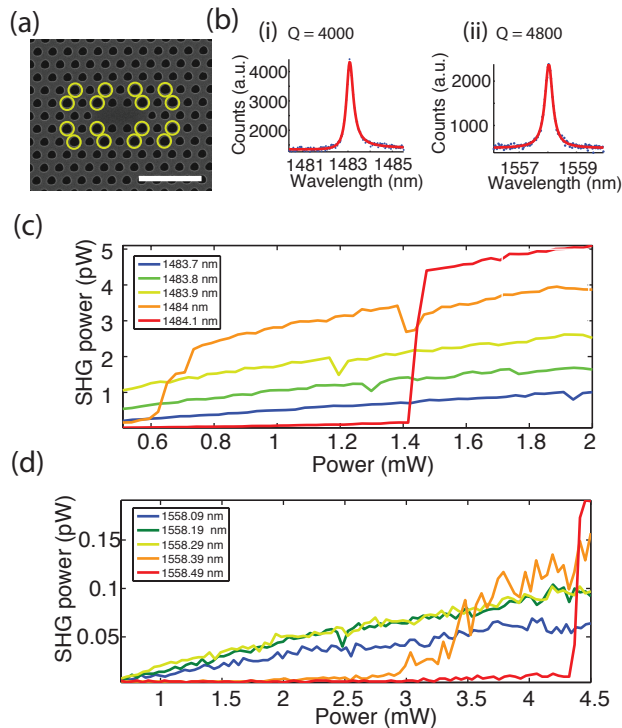 (a)
(b)
(i) Q = 4000
(ii) Q = 4800
Counts (a.u.)
4000
3000
2000
1481 1483 1485
Wavelength (nm)
Counts (a.u.)
2000
1000
1557 1559
Wavelength (nm)
(c)
SHG power (pW)
5
4
3
2
1
1483.7 nm
1483.8 nm
1483.9 nm
1484 nm
1484.1 nm
0.6 0.8 1 1.2 1.4 1.6 1.8 2
Power (mW)
(d)
SHG power (pW)
0.15
0.1
0.05
1558.09 nm
1558.19 nm
1558.29 nm
1558.39 nm
1558.49 nm
1 1.5 2 2.5 3 3.5 4 4.5
Power (mW)